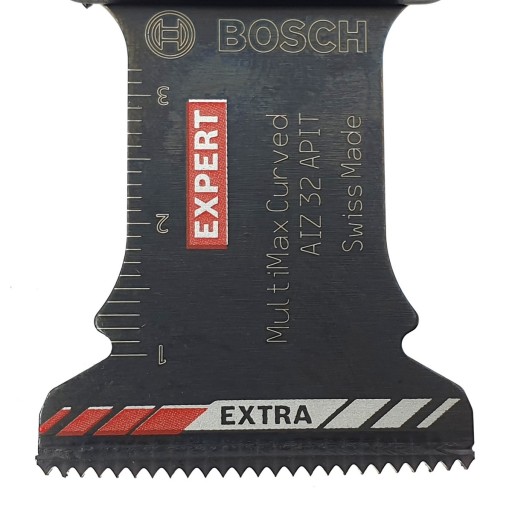 BOSCH
EXPERT
MultiMax Curved
AIZ 32 APIT
Swiss Made
3
2
1
EXTRA